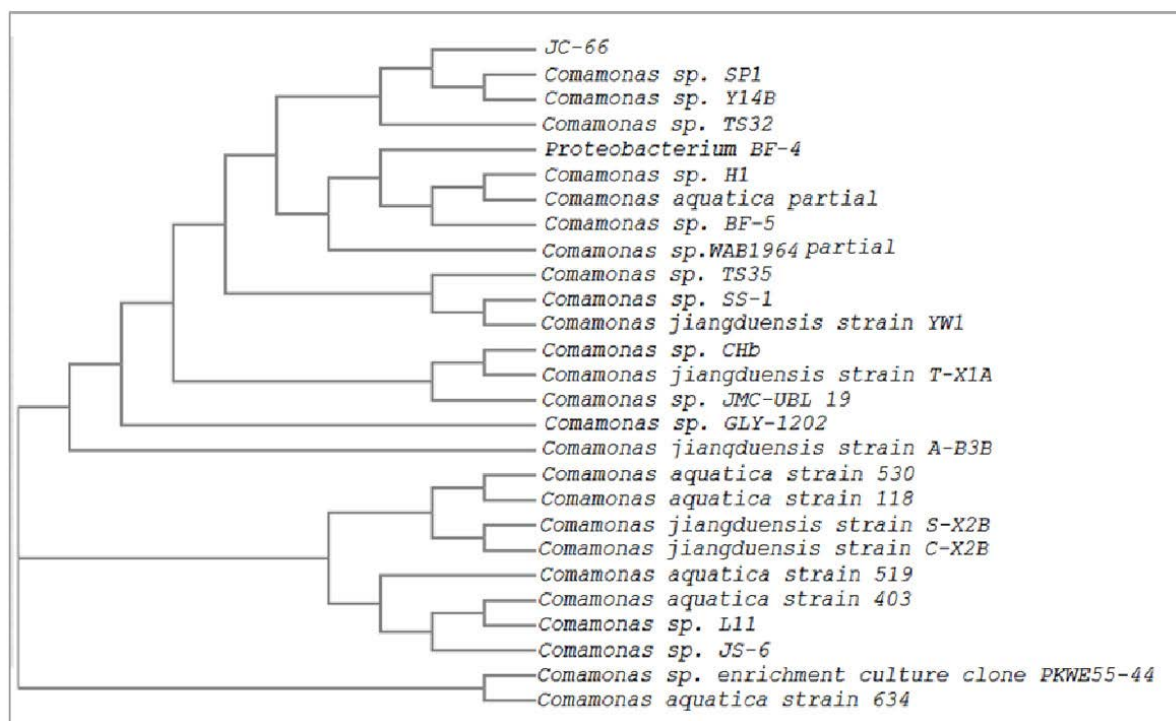 JC-66
Comamonas sp. SP1
Comamonas sp. Y14B
Comamonas sp. TS32
Proteobacterium BF-4
Comamonas sp. H1
Comamonas aquatica partial
Comamonas sp. BF-5
Comamonas sp.WAB1964 partial
Comamonas sp. TS35
Comamonas sp. SS-1
Comamonas jiangduensis strain YW1
Comamonas sp. CHb
Comamonas jiangduensis strain T-X1A
Comamonas sp. JMC-UBL 19
Comamonas sp. GLY-1202
Comamonas jiangduensis strain A-B3B
Comamonas aquatica strain 530
Comamonas aquatica strain 118
Comamonas jiangduensis strain S-X2B
Comamonas jiangduensis strain C-X2B
Comamonas aquatica strain 519
Comamonas aquatica strain 403
Comamonas sp. L11
Comamonas sp. JS-6
Comamonas sp. enrichment culture clone PKWE55-44
Comamonas aquatica strain 634